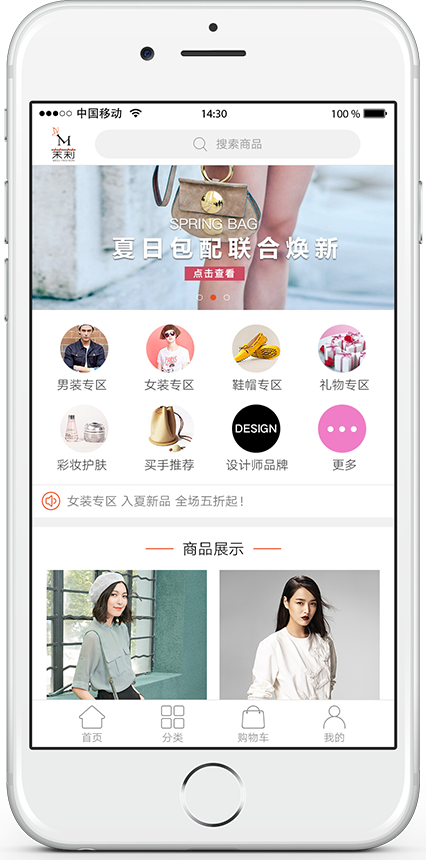 中国移动
14:30
100 %
M
茉莉
搜索商品
SPRING BAG
夏日包配联合焕新
点击查看
男装专区
女装专区
鞋帽专区
礼物专区
DESIGN
彩妆护肤
买手推荐
设计师品牌
更多
女装专区 入夏新品 全场五折起！
商品展示
首页
分类
购物车
我的